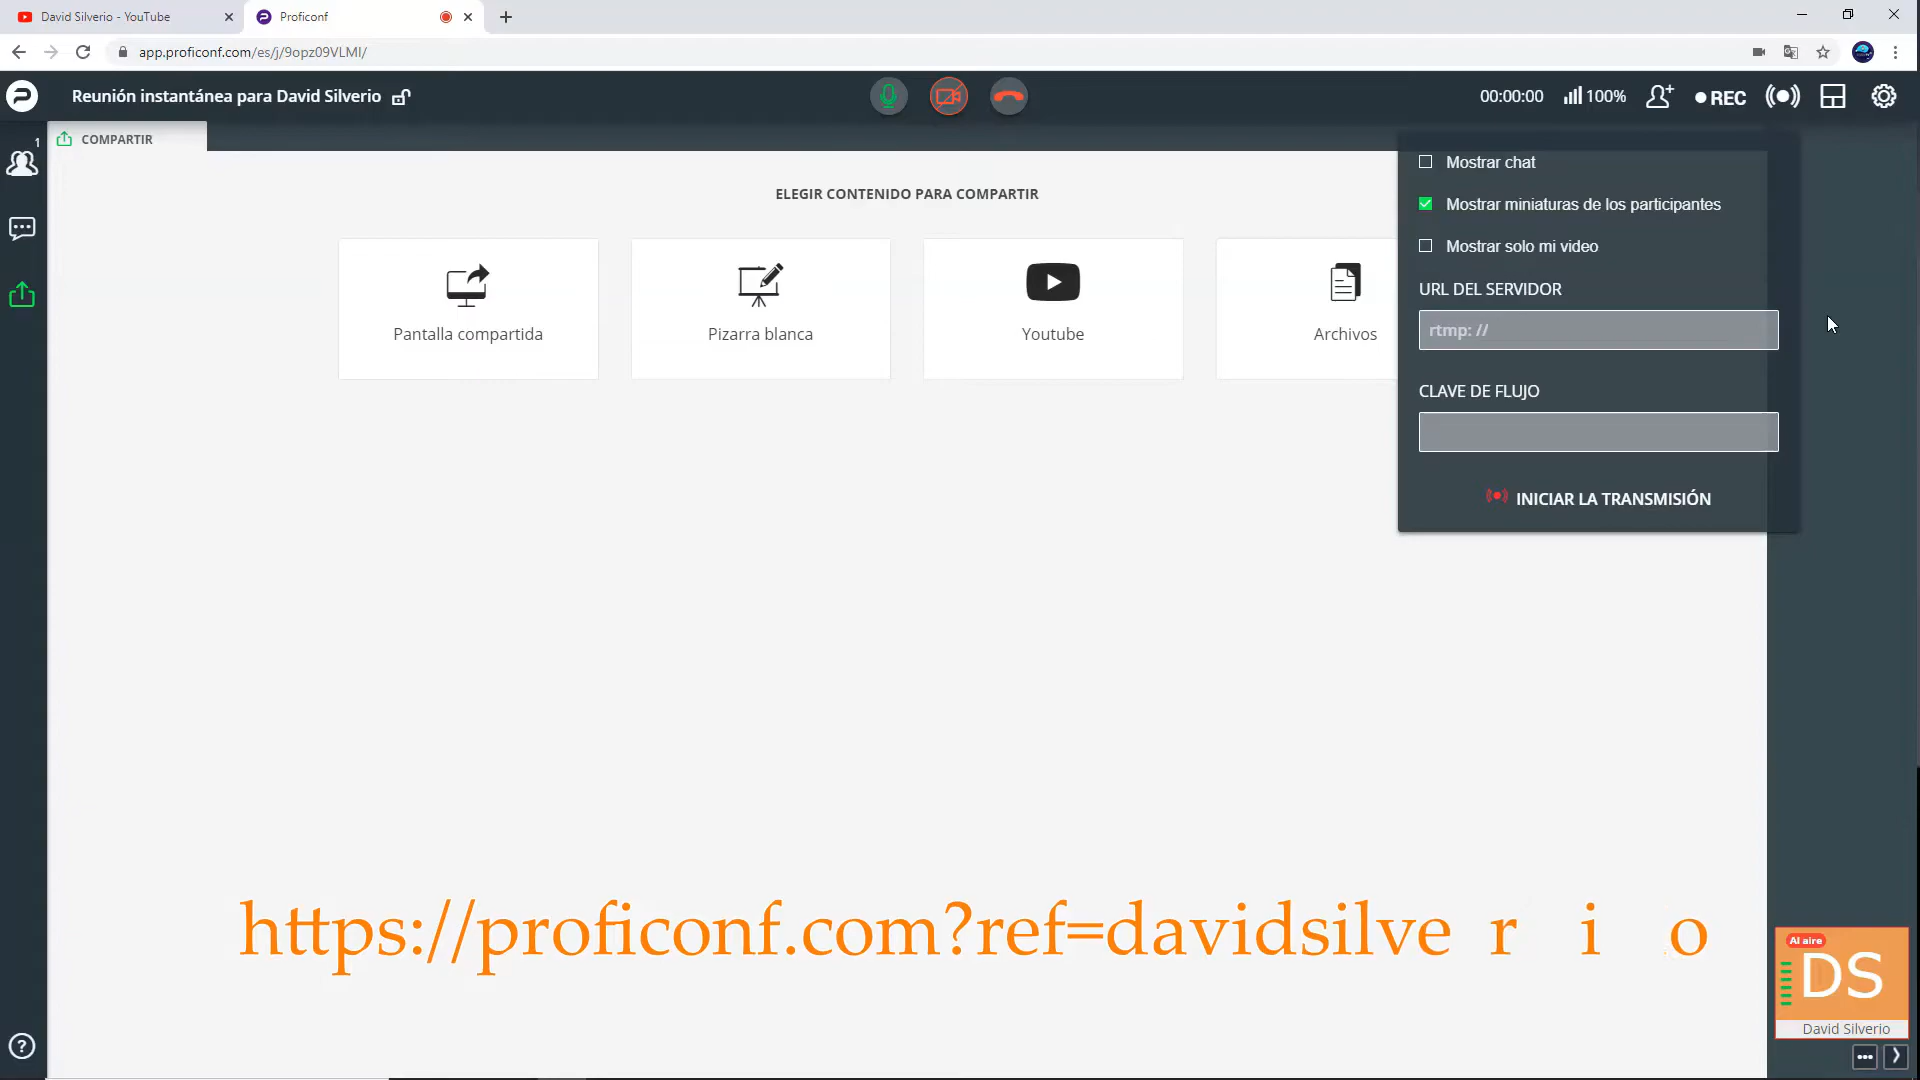 David Silverio - YouTube
Proficonf
app.proficonf.com/es/j/9opz09VLMI/
Reunión instantánea para David Silverio
00:00:00
100%
REC
1
COMPARTIR
ELEGIR CONTENIDO PARA COMPARTIR
Pantalla compartida
Pizarra blanca
Youtube
Archivos
Mostrar chat
Mostrar miniaturas de los participantes
Mostrar solo mi video
URL DEL SERVIDOR
rtmp: //
CLAVE DE FLUJO
INICIAR LA TRANSMISIÓN
https://proficonf.com?ref=davidsilve r i o
Al aire
DS
David Silverio